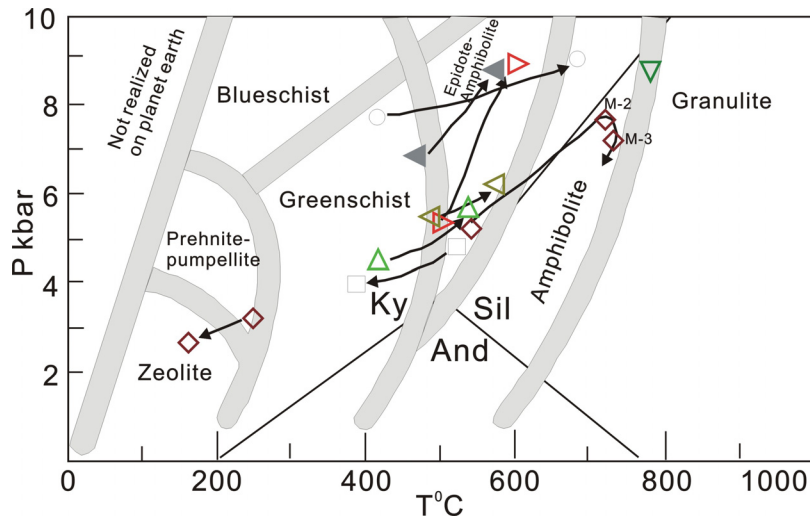 10
8
6
4
2
P kbar
Not realized
on planet earth
Blueschist
Epidote-
Amphibolite
M-2
M-3
Granulite
Greenschist
Prehnite-
pumpellite
Amphibolite
Ky
Sil
And
Zeolite
0
200
400
600
800
1000
T⁰C